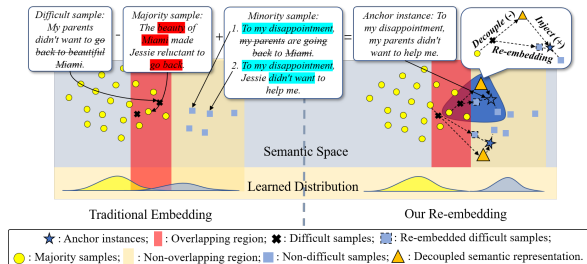 Difficult sample:
My parents
didn't want to go
back to beautiful
Miami.
-
Majority sample:
The beauty of
Miami made
Jessie reluctant to
go back.
+
Minority sample:
1. To my disappointment,
my parents are going
back to Miami.
2. To my disappointment,
Jessie didn't want to
help me.
=
Anchor instance: To
my disappointment,
my parents didn't
want to help me.
Decouple (-)
Inject (+)
Re-embedding
Semantic Space
Learned Distribution
Traditional Embedding
Our Re-embedding
: Anchor instances; : Overlapping region; : Difficult samples; : Re-embedded difficult samples;
: Majority samples; : Non-overlapping region; : Non-difficult samples; : Decoupled semantic representation;